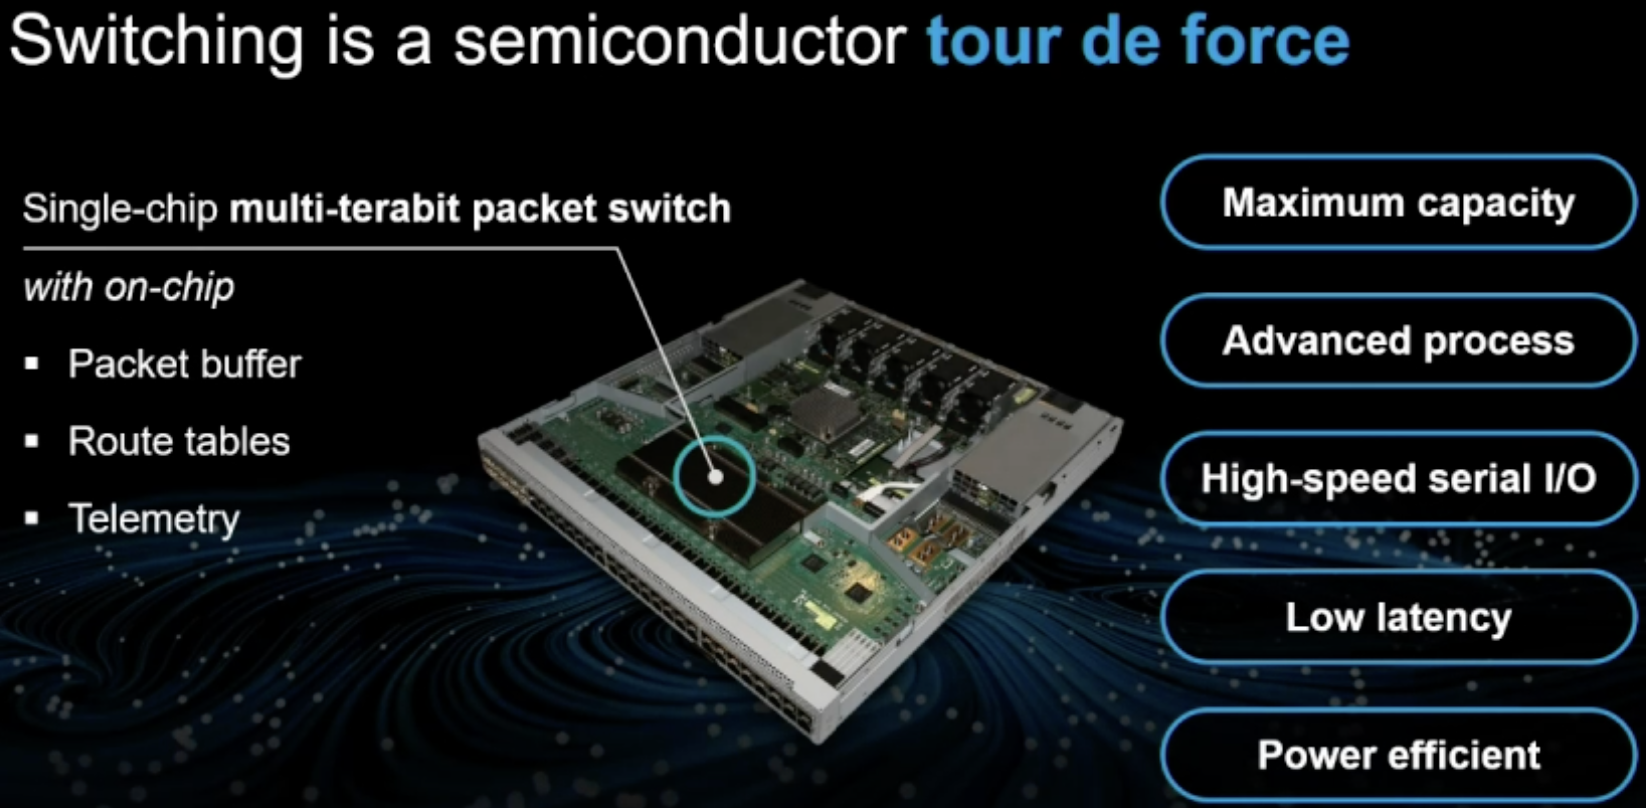 Switching is a semiconductor tour de force
Single-chip multi-terabit packet switch
with on-chip
▪ Packet buffer
▪ Route tables
▪ Telemetry
Maximum capacity
Advanced process
High-speed serial I/O
Low latency
Power efficient